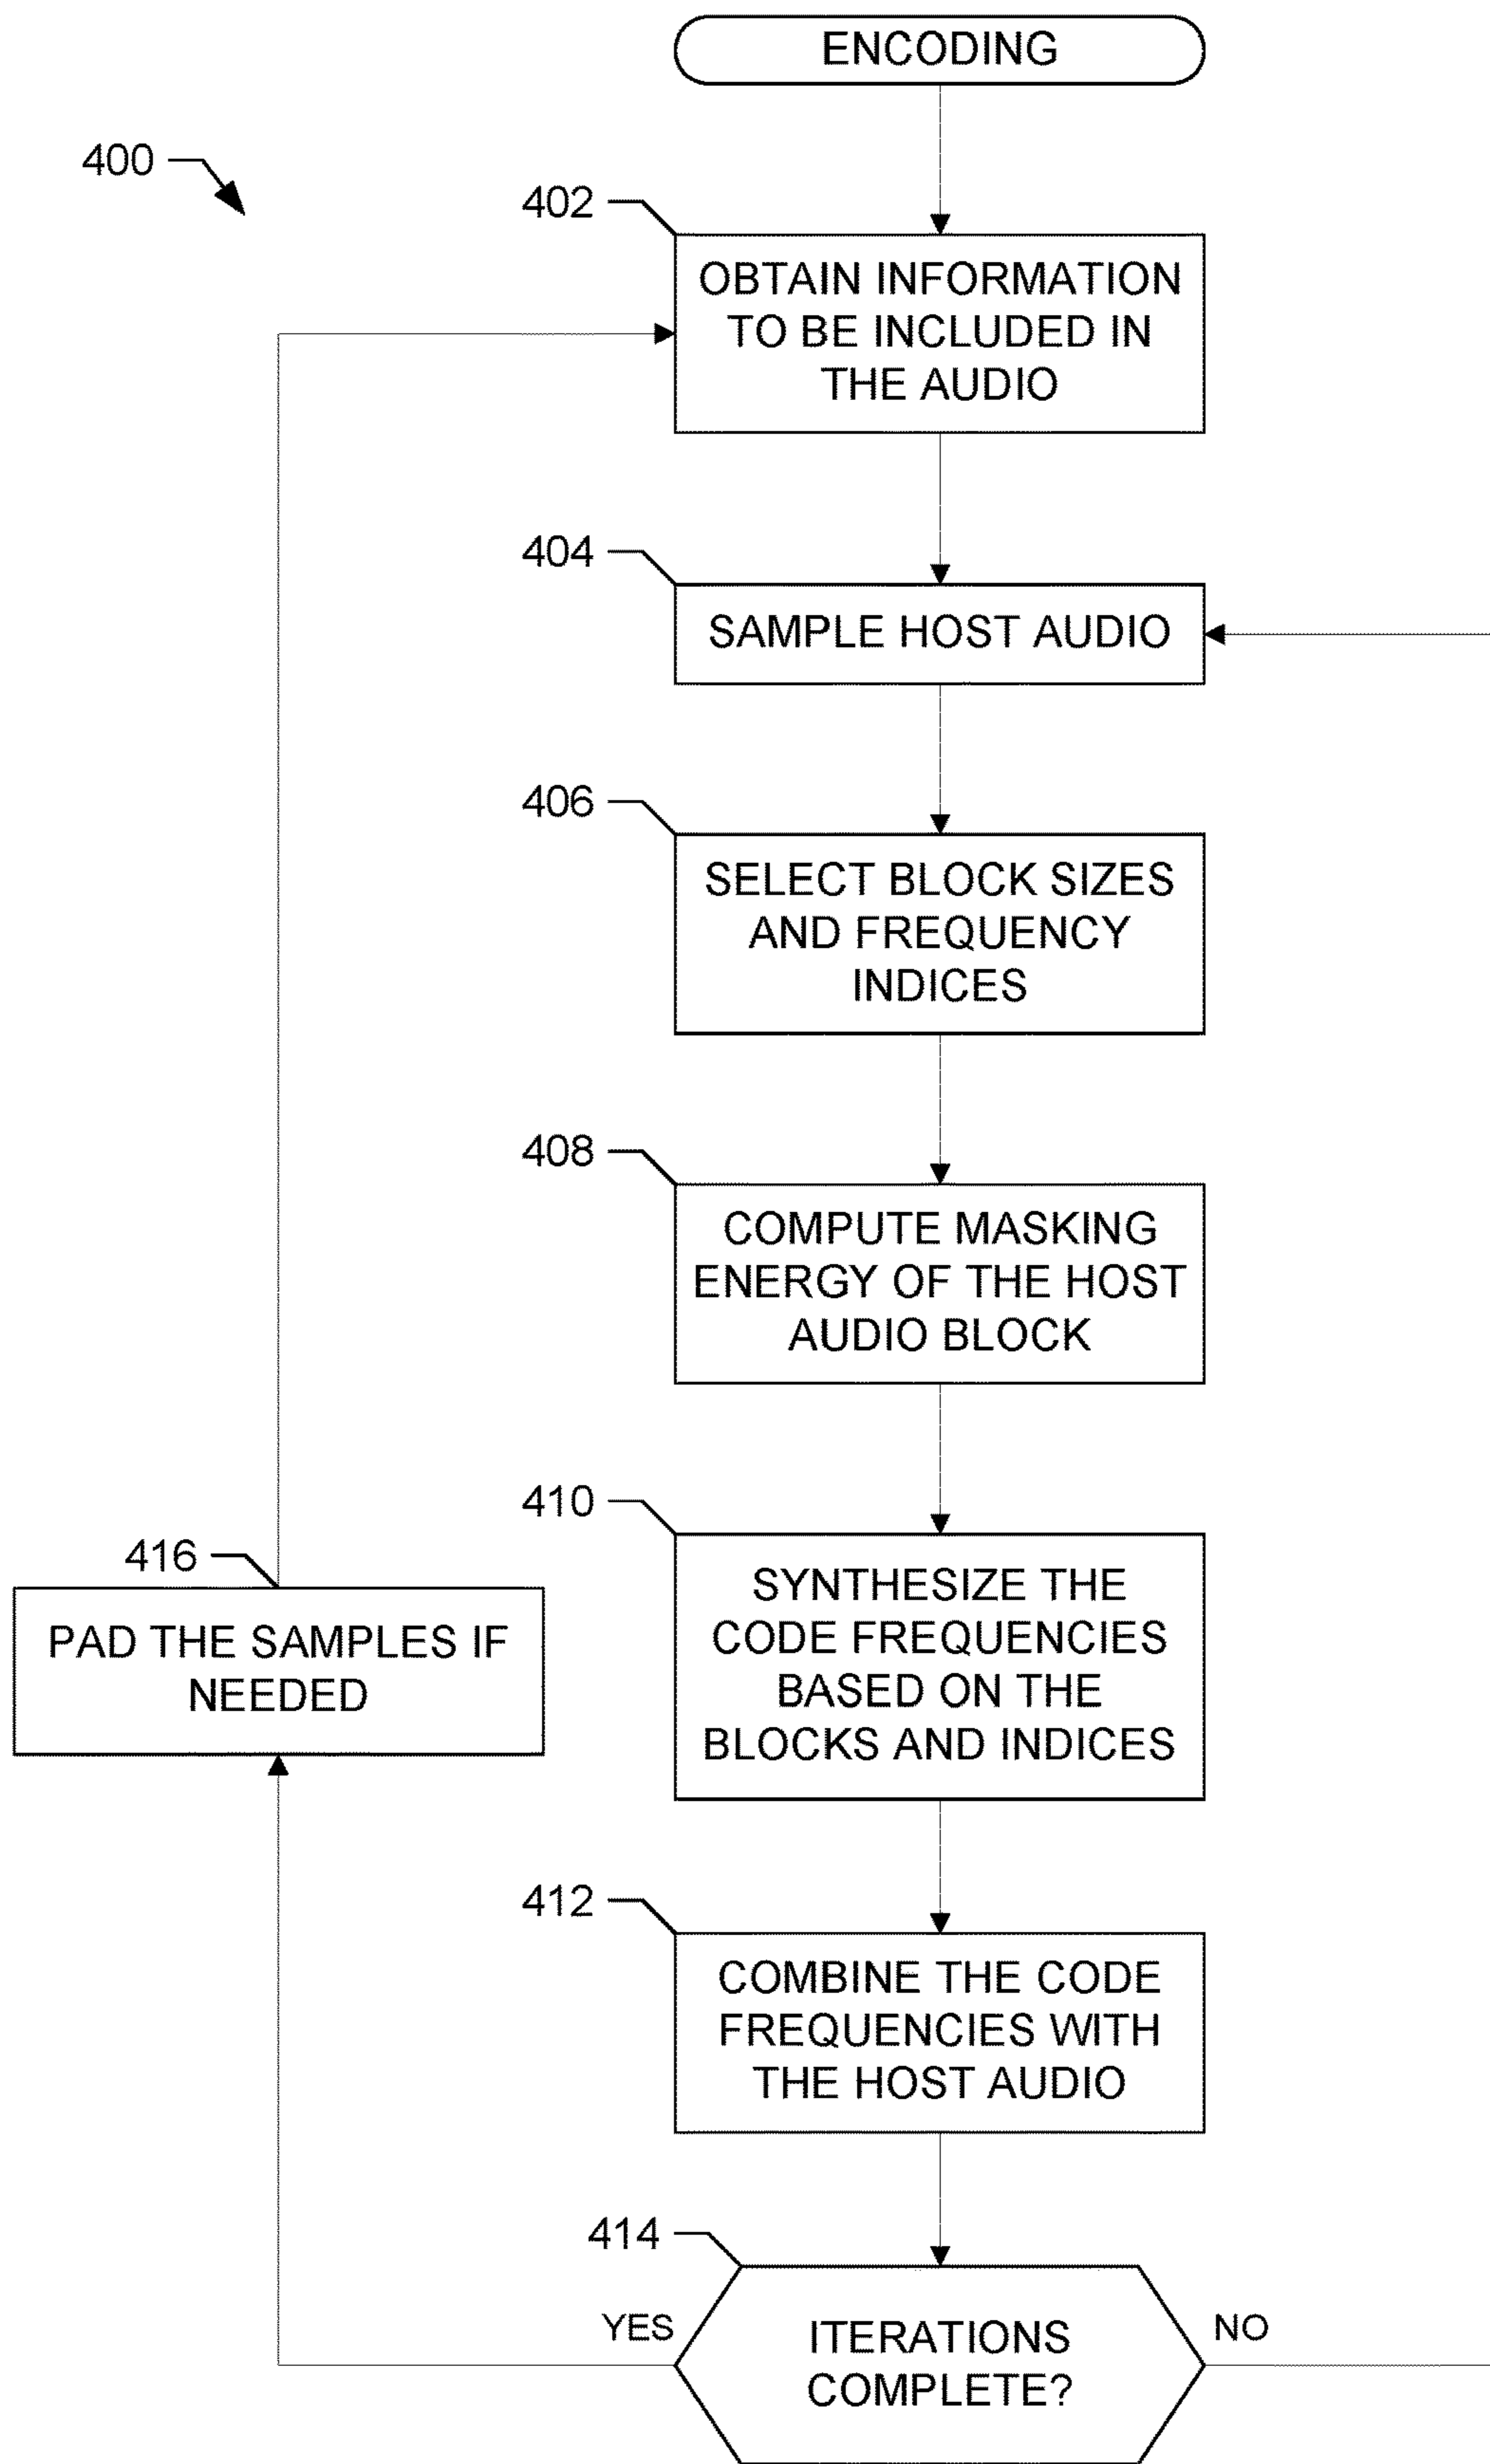 ENCODING
400
402
OBTAIN INFORMATION
TO BE INCLUDED IN
THE AUDIO
404
SAMPLE HOST AUDIO
406
SELECT BLOCK SIZES
AND FREQUENCY
INDICES
408
COMPUTE MASKING
ENERGY OF THE HOST
AUDIO BLOCK
410
SYNTHESIZE THE
CODE FREQUENCIES
BASED ON THE
BLOCKS AND INDICES
416
PAD THE SAMPLES IF
NEEDED
412
COMBINE THE CODE
FREQUENCIES WITH
THE HOST AUDIO
414
YES
ITERATIONS
COMPLETE?
NO